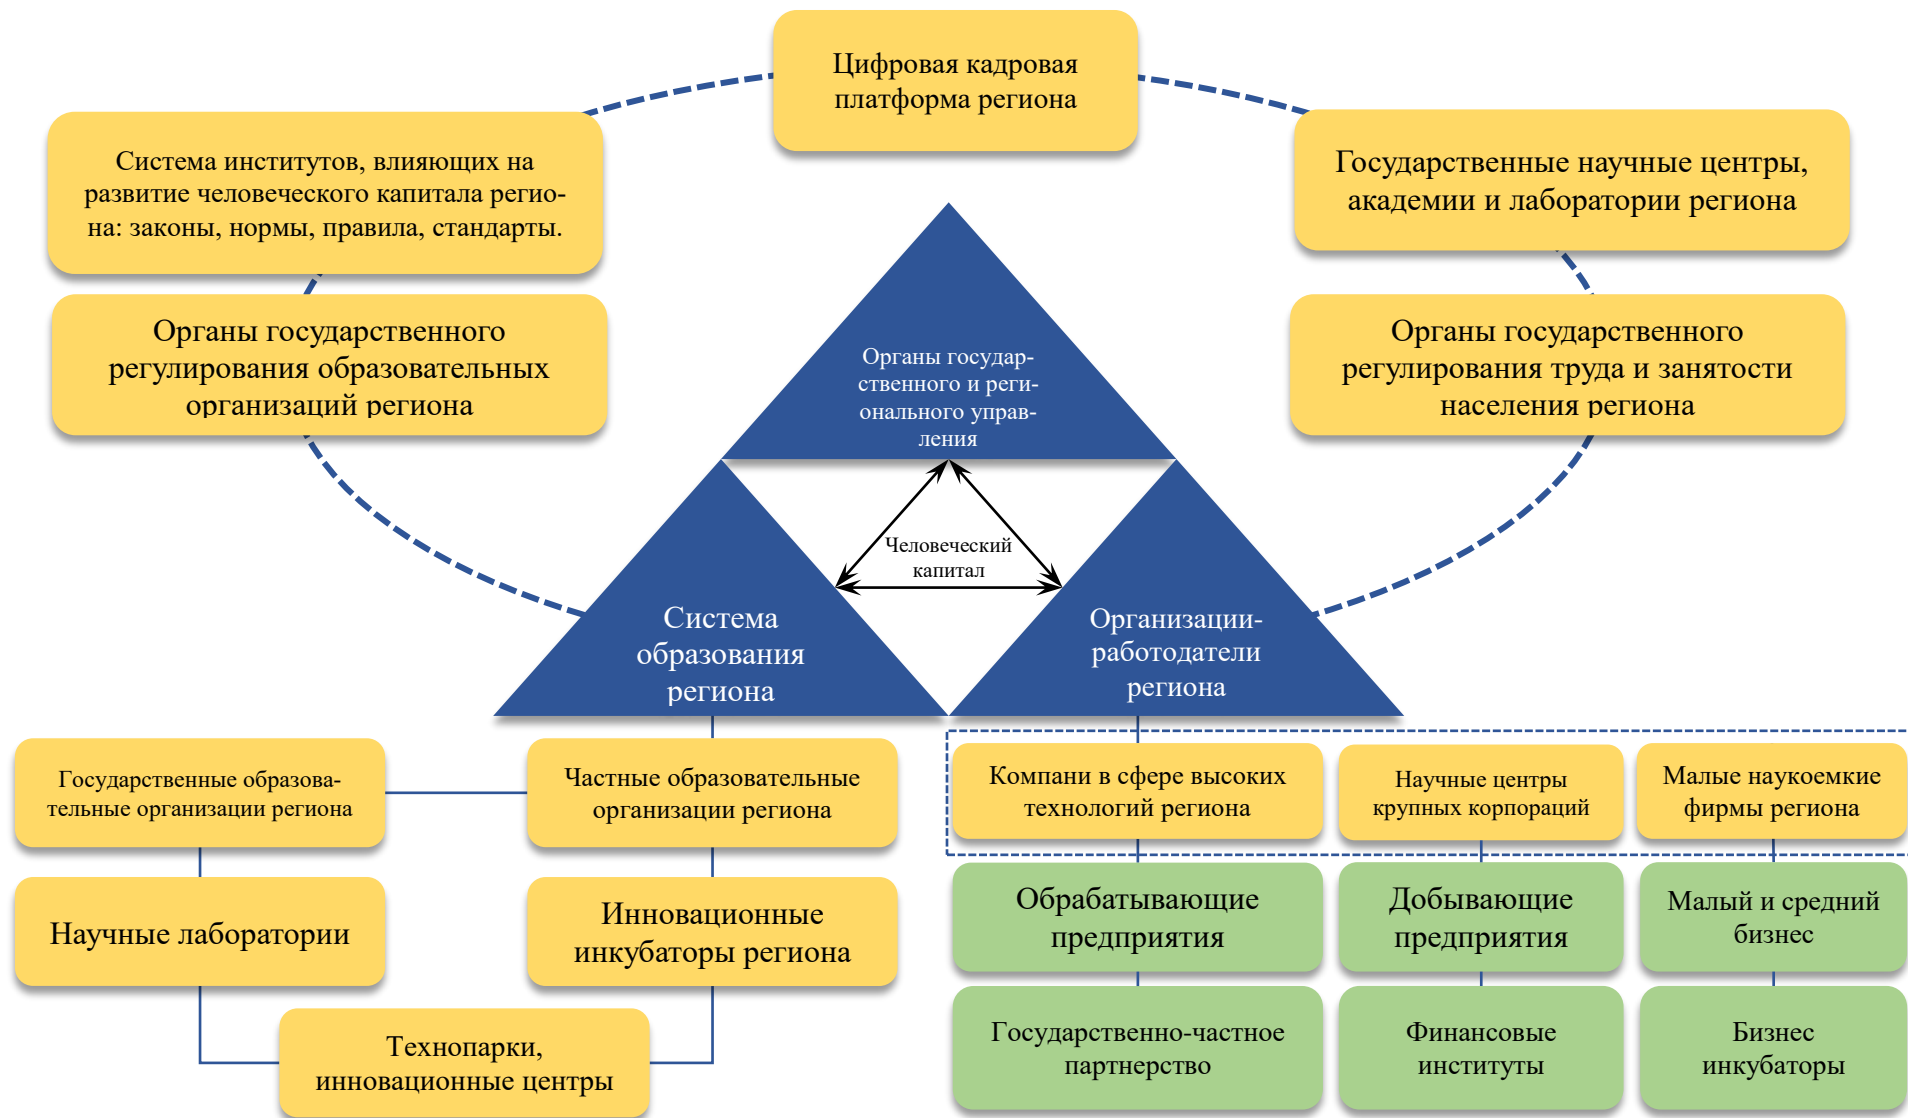 Цифровая кадровая
платформа региона
Система институтов, влияющих на
развитие человеческого капитала регио-
на: законы, нормы, правила, стандарты.
Государственные научные центры,
академии и лаборатории региона
Органы государственного
регулирования образовательных
организаций региона
Органы государственного
регулирования труда и занятости
населения региона
Органы государ-
ственного и реги-
онального управ-
ления
Человеческий
капитал
Система
образования
региона
Организации-
работодатели
региона
Государственные образова-
тельные организации региона
Частные образовательные
организации региона
Компани в сфере высоких
технологий региона
Научные центры
крупных корпораций
Малые наукоемкие
фирмы региона
Научные лаборатории
Инновационные
инкубаторы региона
Обрабатывающие
предприятия
Добывающие
предприятия
Малый и средний
бизнес
Технопарки,
инновационные центры
Государственно-частное
партнерство
Финансовые
институты
Бизнес
инкубаторы